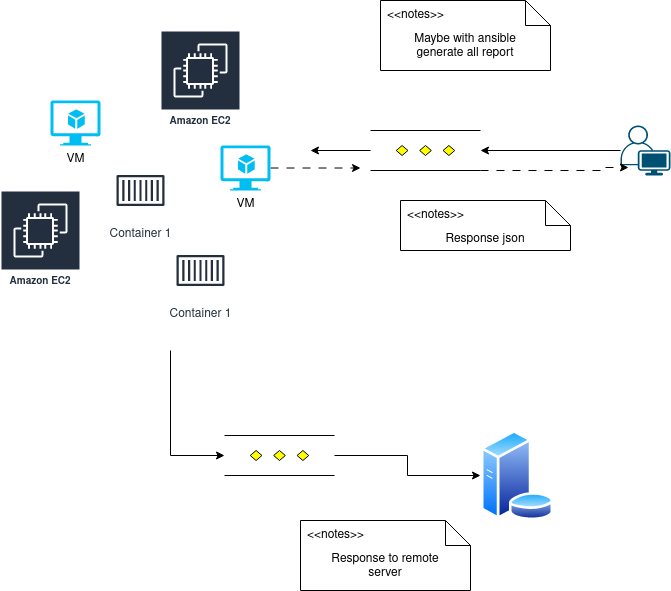 <<notes>>
Maybe with ansible
generate all report
Amazon EC2
VM
VM
Container 1
<<notes>>
Response json
Amazon EC2
Container 1
<<notes>>
Response to remote
server